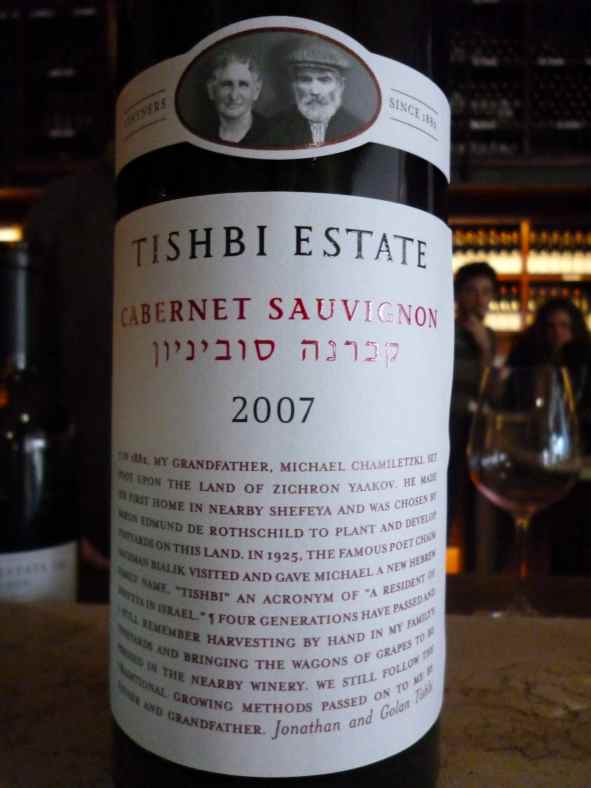 SINCE 1882
TISHBI ESTATE
CABERNET SAUVIGNON
קברנה סוביניון
2007
IN 1882, MY GRANDFATHER, MICHAEL CHAMILETZKI, SET
FOOT UPON THE LAND OF ZICHRON YAAKOV. HE MADE
HIS FIRST HOME IN NEARBY SHEFEYA AND WAS CHOSEN BY
BARON EDMUND DE ROTHSCHILD TO PLANT AND DEVELOP
VINEYARDS ON THIS LAND. IN 1925, THE FAMOUS POET CHAIM
NACHMAN BIALIK VISITED AND GAVE MICHAEL A NEW HEBREW
FAMILY NAME, "TISHBI" AN ACRONYM OF "A RESIDENT OF
SHEFEYA IN ISRAEL." ¶ FOUR GENERATIONS HAVE PASSED AND
I STILL REMEMBER HARVESTING BY HAND IN MY FAMILY'S
VINEYARDS AND BRINGING THE WAGONS OF GRAPES TO BE
PRESSED IN THE NEARBY WINERY. WE STILL FOLLOW THE
TRADITIONAL GROWING METHODS PASSED ON TO ME BY
FATHER AND GRANDFATHER. Jonathan and Golan Tishbi